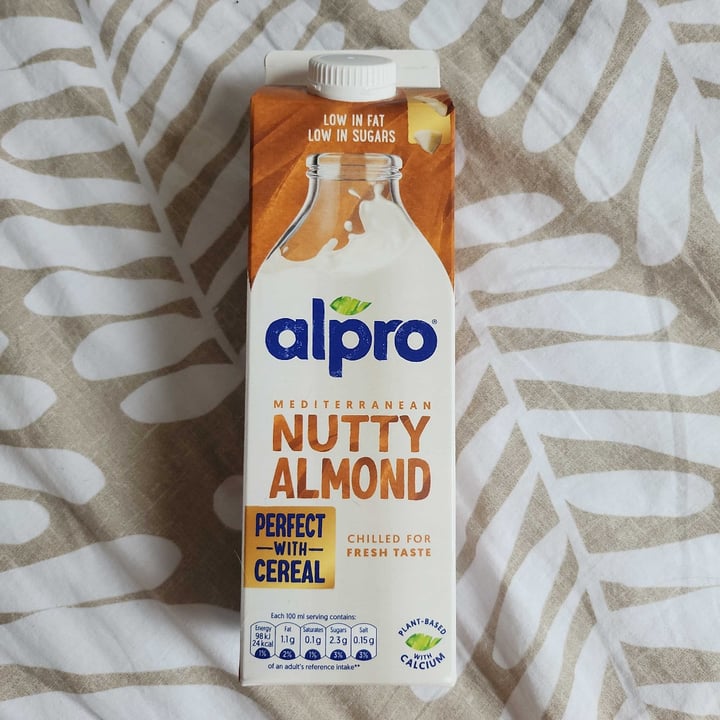 LOW IN FAT
LOW IN SUGARS
alpro®
MEDITERRANEAN
NUTTY
ALMOND
PERFECT
WITH
CEREAL
CHILLED FOR
FRESH TASTE
Each 100 ml serving contains:
Energy Fat Saturates Sugars Salt
98 kJ
24 kcal 1.1g 0.1g 2.3g 0.15g
1% 2% 1% 3% 3%
of an adult's reference intake**
PLANT-BASED
WITH
CALCIUM